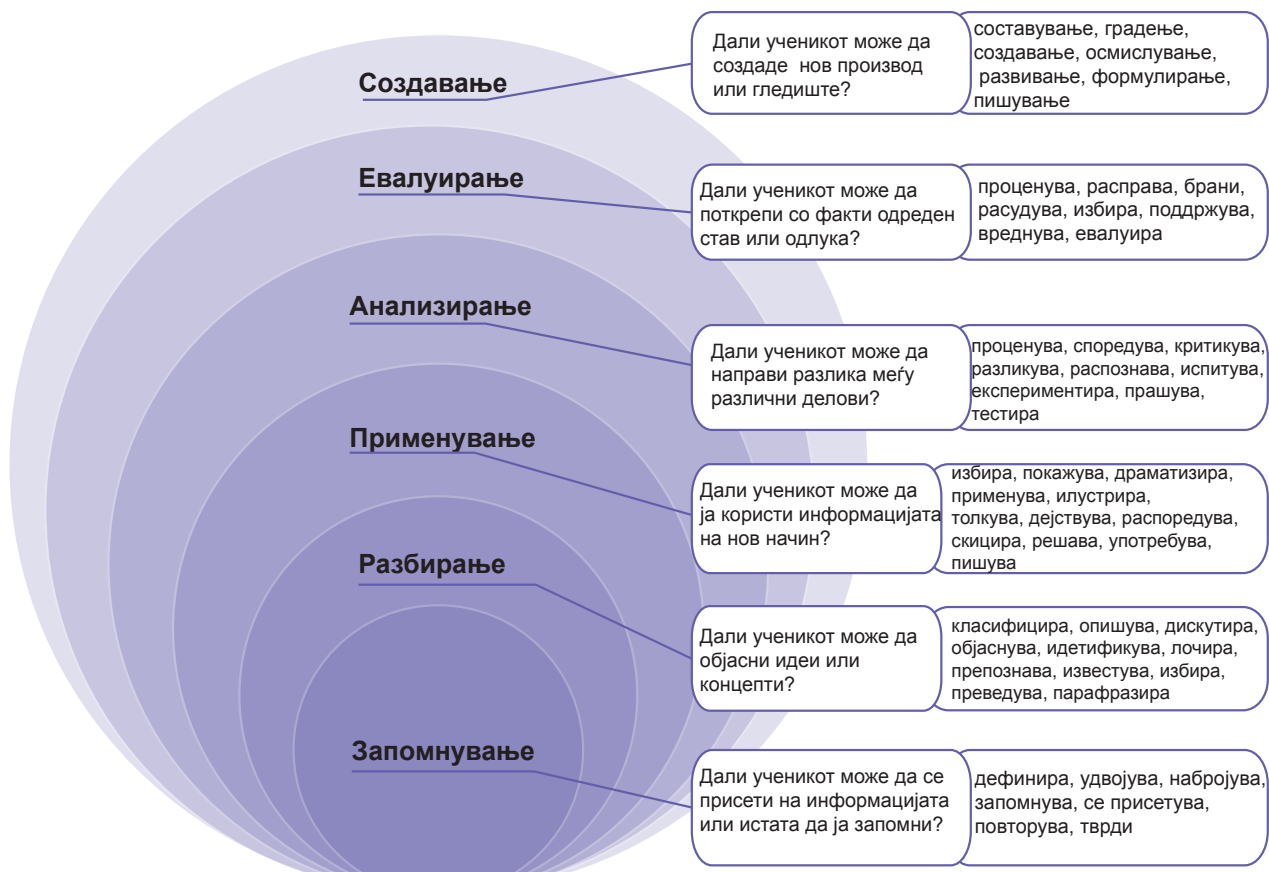 Создавање
Дали ученикот може да
создаде нов производ
или гледиште?
составување, градење,
создавање, осмислување,
развивање, формулирање,
пишување
Евалуирање
Дали ученикот може да
поткрепи со факти одреден
став или одлука?
проценува, расправа, брани,
расудува, избира, поддржува,
вреднува, евалуира
Анализирање
Дали ученикот може да
направи разлика меѓу
различни делови?
проценува, споредува, критикува,
разликува, распознава, испитува,
експериментира, прашува,
тестира
Применување
Дали ученикот може да
ја користи информацијата
на нов начин?
избира, покажува, драматизира,
применува, илустрира,
толкува, дејствува, распоредува,
скицира, решава, употребува,
пишува
Разбирање
Дали ученикот може да
објасни идеи или
концепти?
класифицира, опишува, дискутира,
објаснува, идетификува, лочира,
препознава, известува, избира,
преведува, парафразира
Запомнување
Дали ученикот може да се
присети на информацијата
или истата да ја запомни?
дефинира, удвојува, набројува,
запомнува, се присетува,
повторува, тврди